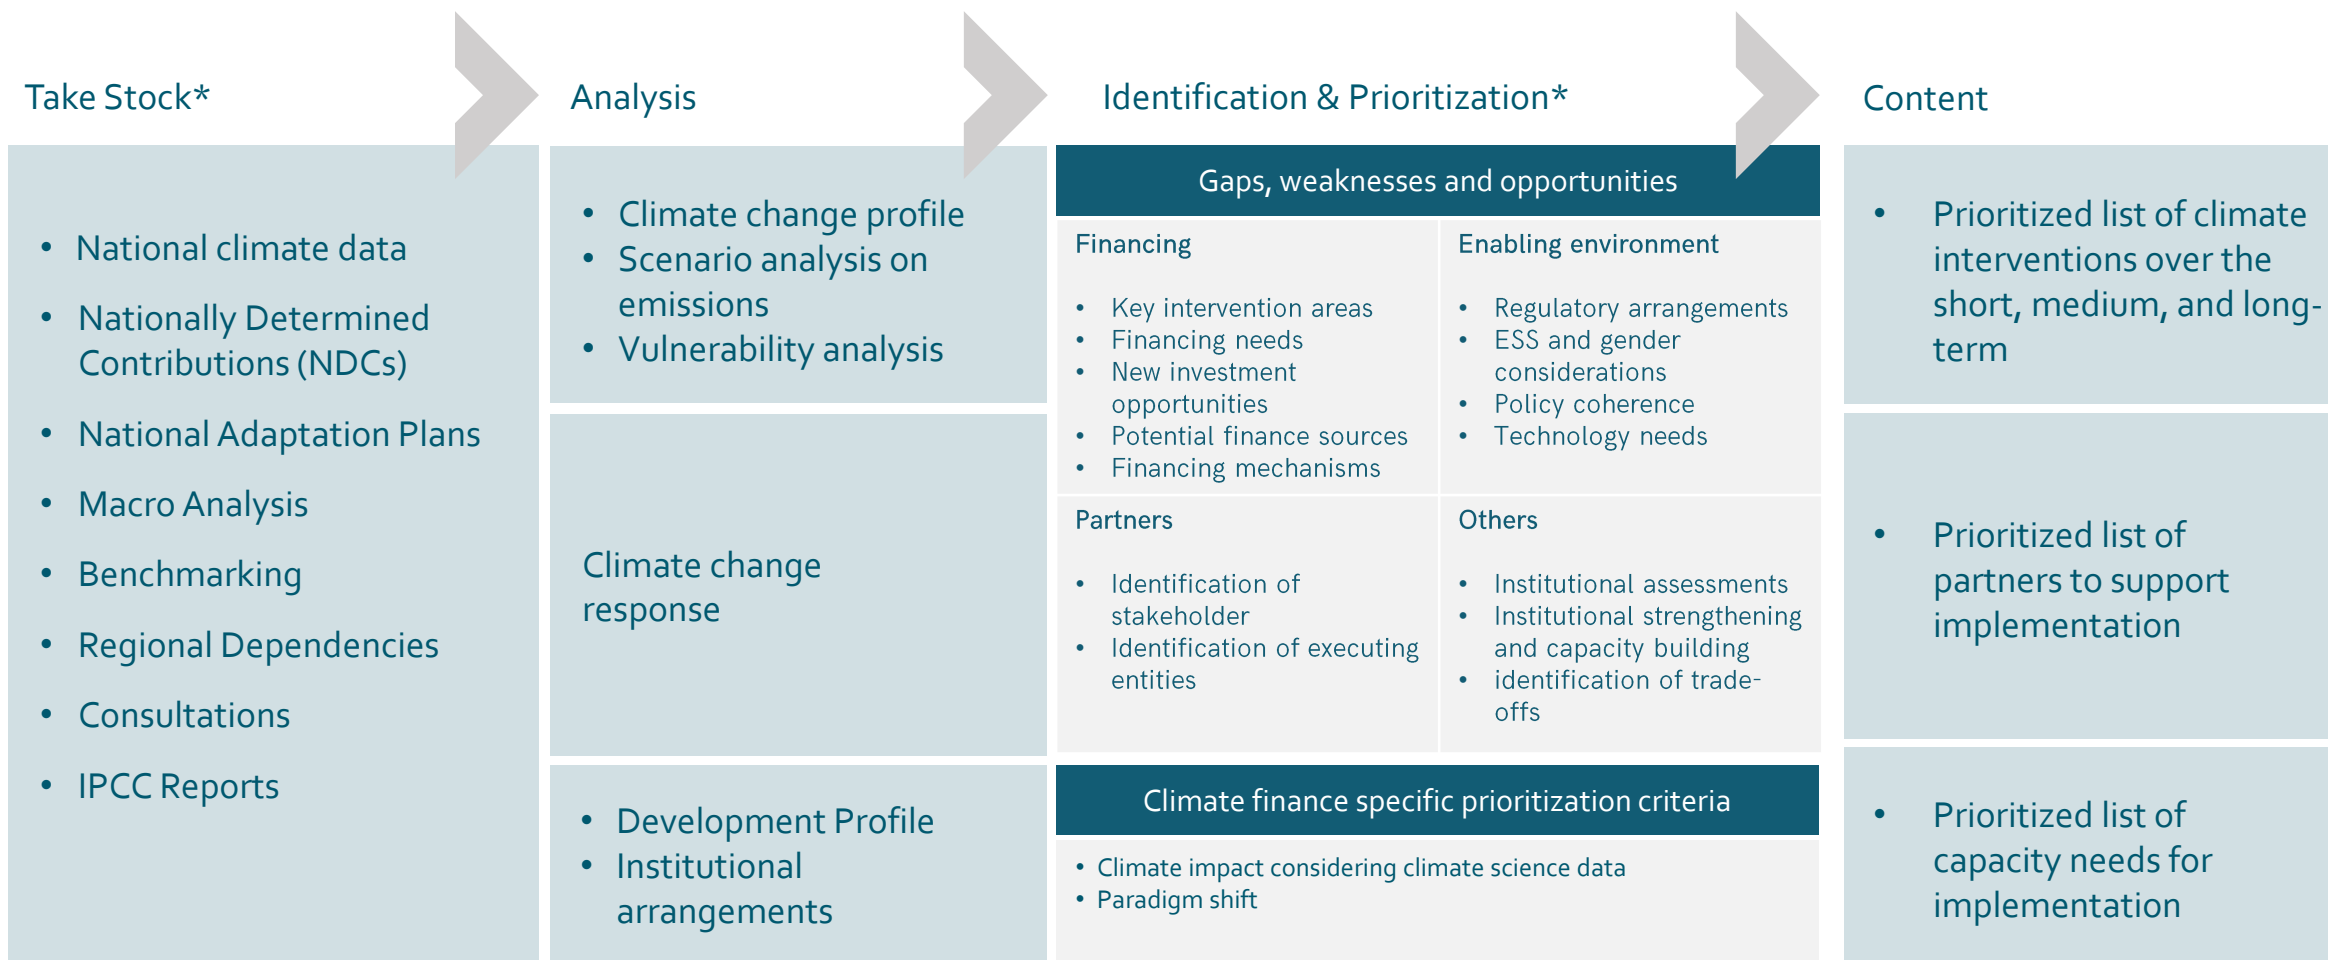 Take Stock*
• National climate data
• Nationally Determined
Contributions (NDCs)
• National Adaptation Plans
• Macro Analysis
• Benchmarking
• Regional Dependencies
• Consultations
• IPCC Reports
Analysis
• Climate change profile
• Scenario analysis on
emissions
• Vulnerability analysis
Climate change
response
• Development Profile
• Institutional
arrangements
Identification & Prioritization*
Gaps, weaknesses and opportunities
Financing
• Key intervention areas
• Financing needs
• New investment
opportunities
• Potential finance sources
• Financing mechanisms
Enabling environment
• Regulatory arrangements
• ESS and gender
considerations
• Policy coherence
• Technology needs
Partners
• Identification of
stakeholder
• Identification of executing
entities
Others
• Institutional assessments
• Institutional strengthening
and capacity building
• identification of trade-
offs
Climate finance specific prioritization criteria
• Climate impact considering climate science data
• Paradigm shift
Content
• Prioritized list of climate
interventions over the
short, medium, and long-
term
• Prioritized list of
partners to support
implementation
• Prioritized list of
capacity needs for
implementation